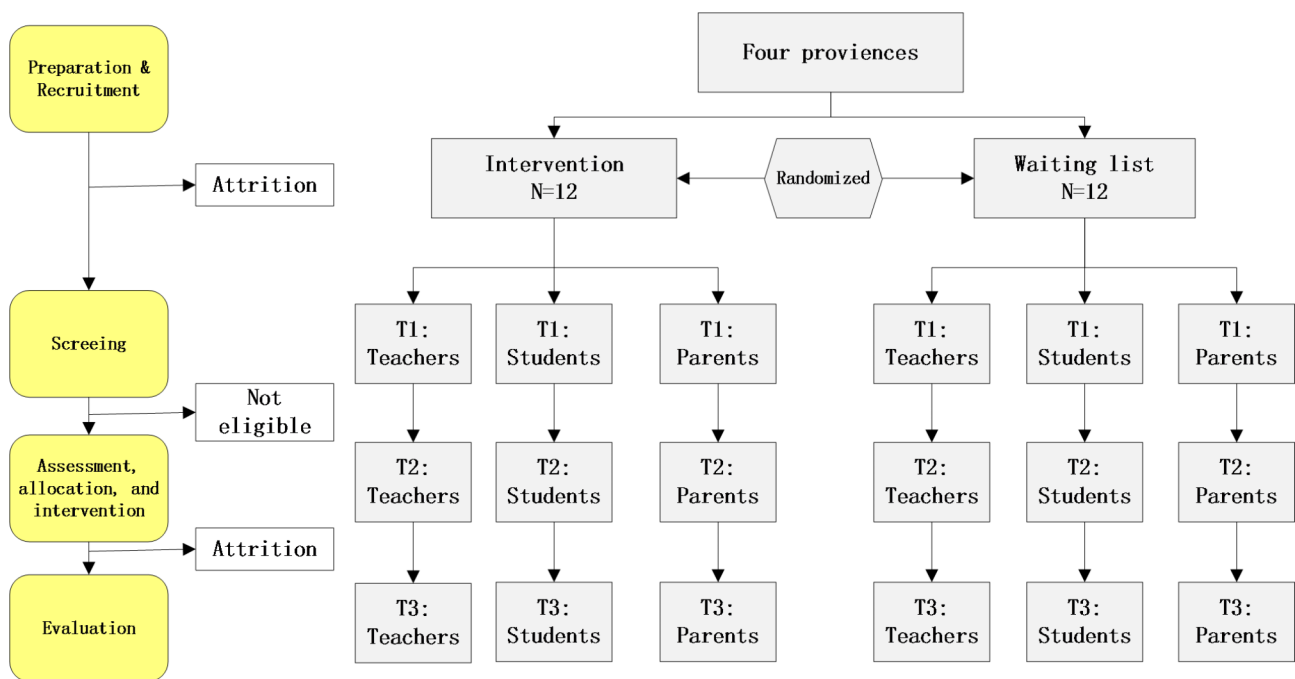 Preparation &
Recruitment
Attrition
Screeing
Not
eligible
Assessment,
allocation, and
intervention
Attrition
Evaluation
Four proviences
Intervention
N=12
Randomized
Waiting list
N=12
T1:
Teachers
T1:
Students
T1:
Parents
T1:
Teachers
T1:
Students
T1:
Parents
T2:
Teachers
T2:
Students
T2:
Parents
T2:
Teachers
T2:
Students
T2:
Parents
T3:
Teachers
T3:
Students
T3:
Parents
T3:
Teachers
T3:
Students
T3:
Parents